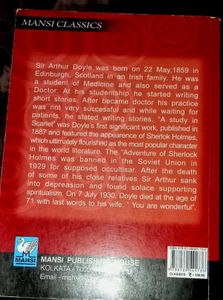 MANSI CLASSICS
Sir Arthur Doyle was born on 22 May,1859 in
Edinburgh, Scotland in an Irish family. He was
a student of Medicine and also served as a
Doctor. At his studentship he started writing
short stories. After became doctor his practice
was not very successful and while waiting for
patients, he stated writing stories, "A study in
Scarlet" was Doyle's first significant work, published in
1887 and featured the appearance of Sherlok Holmes,
which ultimately flourished as the most popular character
in the world literature. The "Adventure of Sherlock
Holmes was banned in the Soviet Union in
1929 for supposed occultisar. After the death
of some of his close relatives Sir Arthur sank
into depression and found solace supporting
spiritualism. On 7 July 1930, Doyle died at the age of
71 with last words to his wife. " You are wonderful".
MANSI
MANSI PUBLISHING HOUSE
KOLKATA
Email
CLASSICS